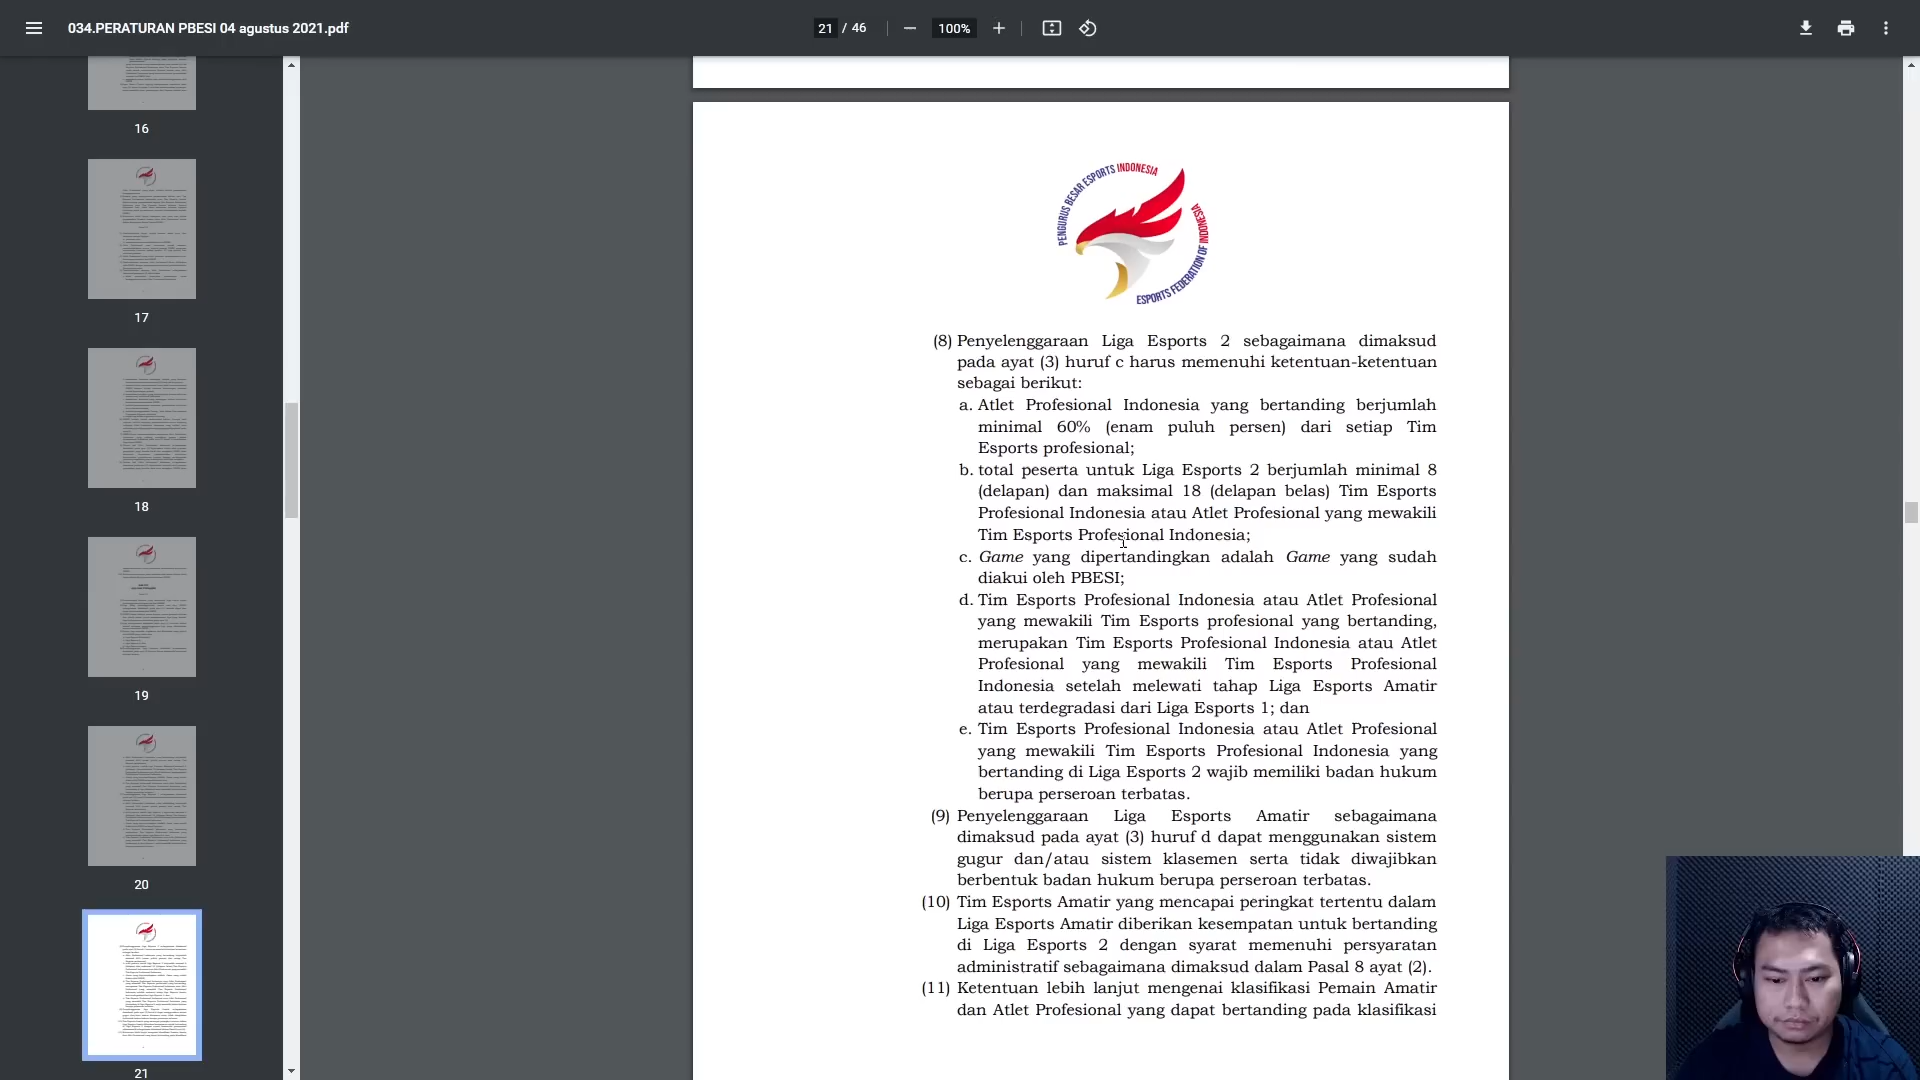 034.PERATURAN PBESI 04 agustus 2021.pdf
21 / 46
100%
16
17
18
19
20
21
PENGURUS BESAR ESPORTS INDONESIA
ESPORTS FEDERATION OF INDONESIA
(8) Penyelenggaraan Liga Esports 2 sebagaimana dimaksud
pada ayat (3) huruf c harus memenuhi ketentuan-ketentuan
sebagai berikut:
a. Atlet Profesional Indonesia yang bertanding berjumlah
minimal 60% (enam puluh persen) dari setiap Tim
Esports profesional;
b. total peserta untuk Liga Esports 2 berjumlah minimal 8
(delapan) dan maksimal 18 (delapan belas) Tim Esports
Profesional Indonesia atau Atlet Profesional yang mewakili
Tim Esports Profesional Indonesia;
c. Game yang dipertandingkan adalah Game yang sudah
diakui oleh PBESI;
d. Tim Esports Profesional Indonesia atau Atlet Profesional
yang mewakili Tim Esports profesional yang bertanding,
merupakan Tim Esports Profesional Indonesia atau Atlet
Profesional yang mewakili Tim Esports Profesional
Indonesia setelah melewati tahap Liga Esports Amatir
atau terdegradasi dari Liga Esports 1; dan
e. Tim Esports Profesional Indonesia atau Atlet Profesional
yang mewakili Tim Esports Profesional Indonesia yang
bertanding di Liga Esports 2 wajib memiliki badan hukum
berupa perseroan terbatas.
(9) Penyelenggaraan Liga Esports Amatir sebagaimana
dimaksud pada ayat (3) huruf d dapat menggunakan sistem
gugur dan/atau sistem klasemen serta tidak diwajibkan
berbentuk badan hukum berupa perseroan terbatas.
(10) Tim Esports Amatir yang mencapai peringkat tertentu dalam
Liga Esports Amatir diberikan kesempatan untuk bertanding
di Liga Esports 2 dengan syarat memenuhi persyaratan
administratif sebagaimana dimaksud dalam Pasal 8 ayat (2).
(11) Ketentuan lebih lanjut mengenai klasifikasi Pemain Amatir
dan Atlet Profesional yang dapat bertanding pada klasifikasi